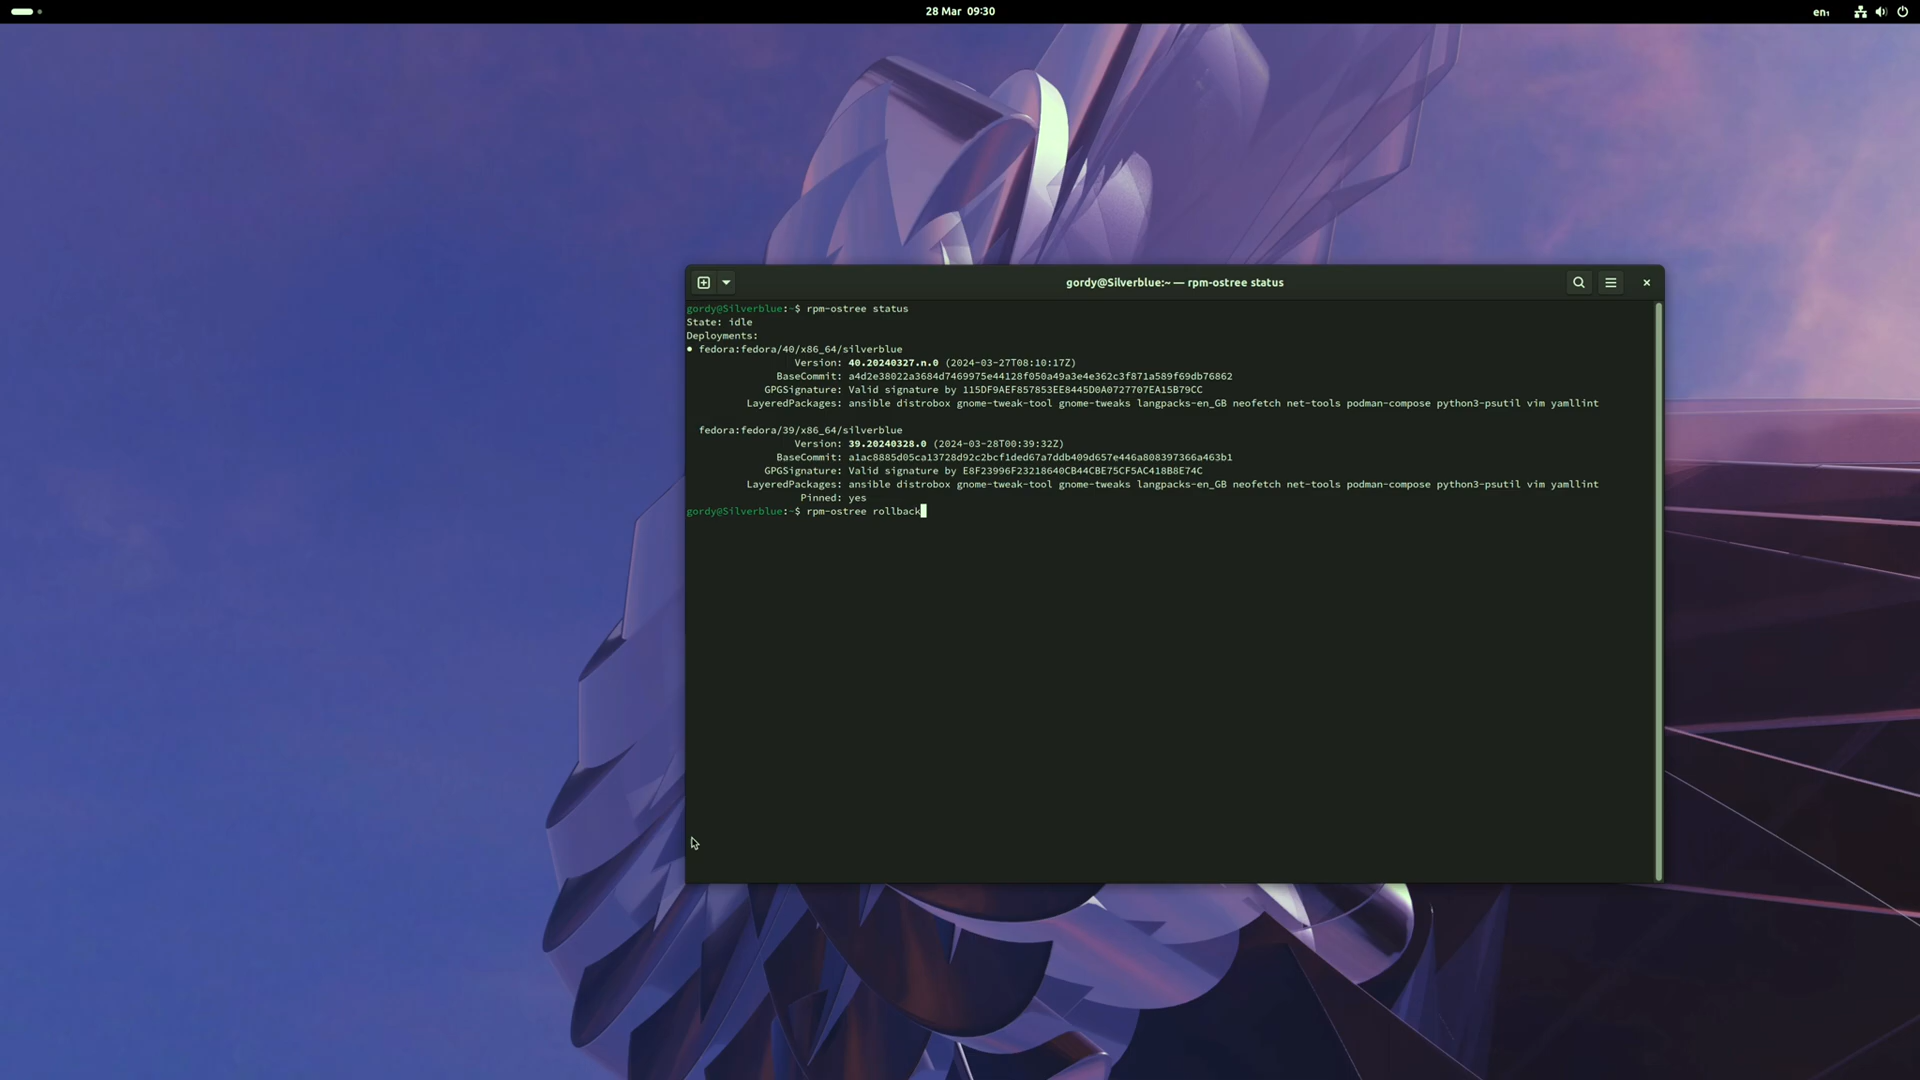 28 Mar 09:30
en₁
gordy@Silverblue:~ — rpm-ostree status
gordy@Silverblue:~$ rpm-ostree status
State: idle
Deployments:
● fedora:fedora/40/x86_64/silverblue
Version: 40.20240327.n.0 (2024-03-27T08:10:17Z)
BaseCommit: a4d2e38022a3684d7469975e44128f050a49a3e4e362c3f871a589f69db76862
GPGSignature: Valid signature by 115DF9AEF857853EE8445D0A0727707EA15B79CC
LayeredPackages: ansible distrobox gnome-tweak-tool gnome-tweaks langpacks-en_GB neofetch net-tools podman-compose python3-psutil vim yamllint
fedora:fedora/39/x86_64/silverblue
Version: 39.20240328.0 (2024-03-28T00:39:32Z)
BaseCommit: a1ac8885d05ca13728d92c2bcf1ded67a7ddb409d657e446a808397366a463b1
GPGSignature: Valid signature by E8F23996F23218640CB44CBE75CF5AC418B8E74C
LayeredPackages: ansible distrobox gnome-tweak-tool gnome-tweaks langpacks-en_GB neofetch net-tools podman-compose python3-psutil vim yamllint
Pinned: yes
gordy@Silverblue:~$ rpm-ostree rollback